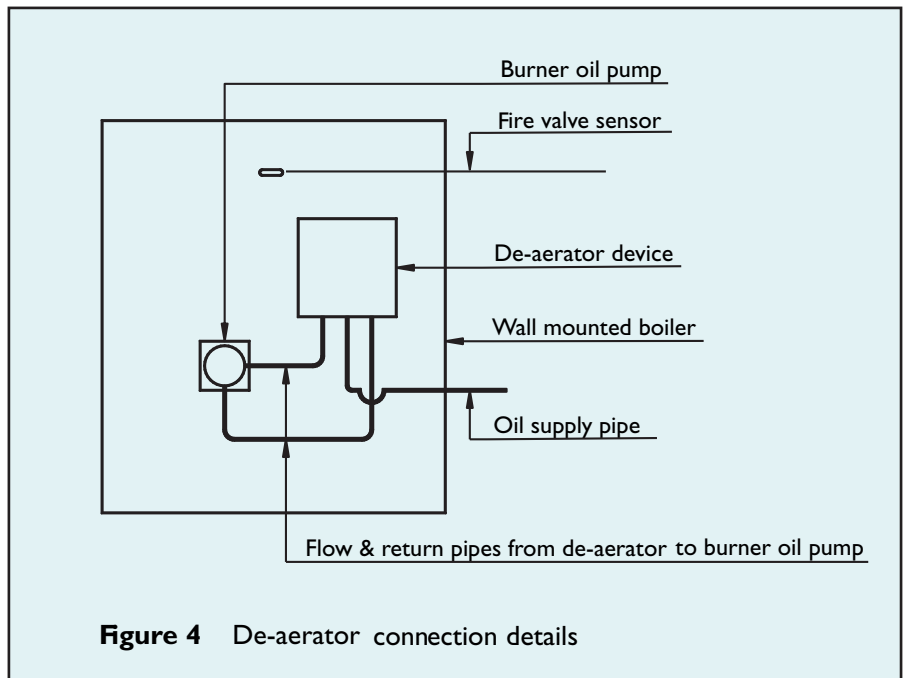 Burner oil pump
Fire valve sensor
De-aerator device
Wall mounted boiler
Oil supply pipe
Flow & return pipes from de-aerator to burner oil pump
Figure 4 De-aerator connection details